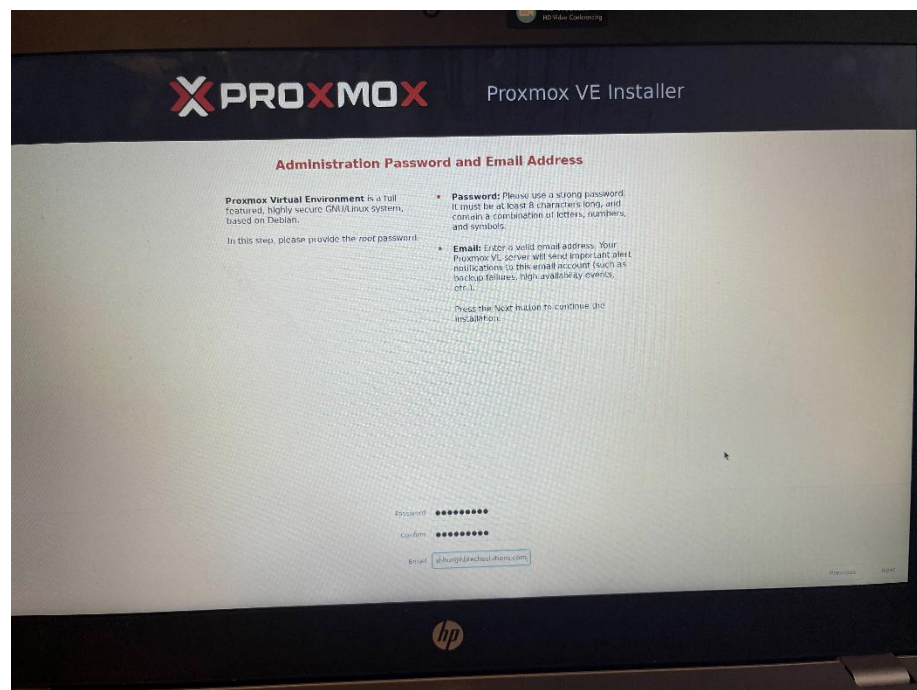 HD Video Conferencing
PROXMOX
Proxmox VE Installer
Administration Password and Email Address
Proxmox Virtual Environment is a full
featured, highly secure GNU/Linux system,
based on Debian.
In this step, please provide the root password
Password: Please use a strong password.
It must be at least 8 characters long, and
contain a combination of letters, numbers,
and symbols.
Email: Enter a valid email address. Your
Proxmox VE server will send important alert
notifications to this email account (such as
backup failures, high availability events,
etc.).
Press the Next button to continue the
installation.
Password ●●●●●●●●●
Confirm ●●●●●●●●●
Email
Previous
Next
hp